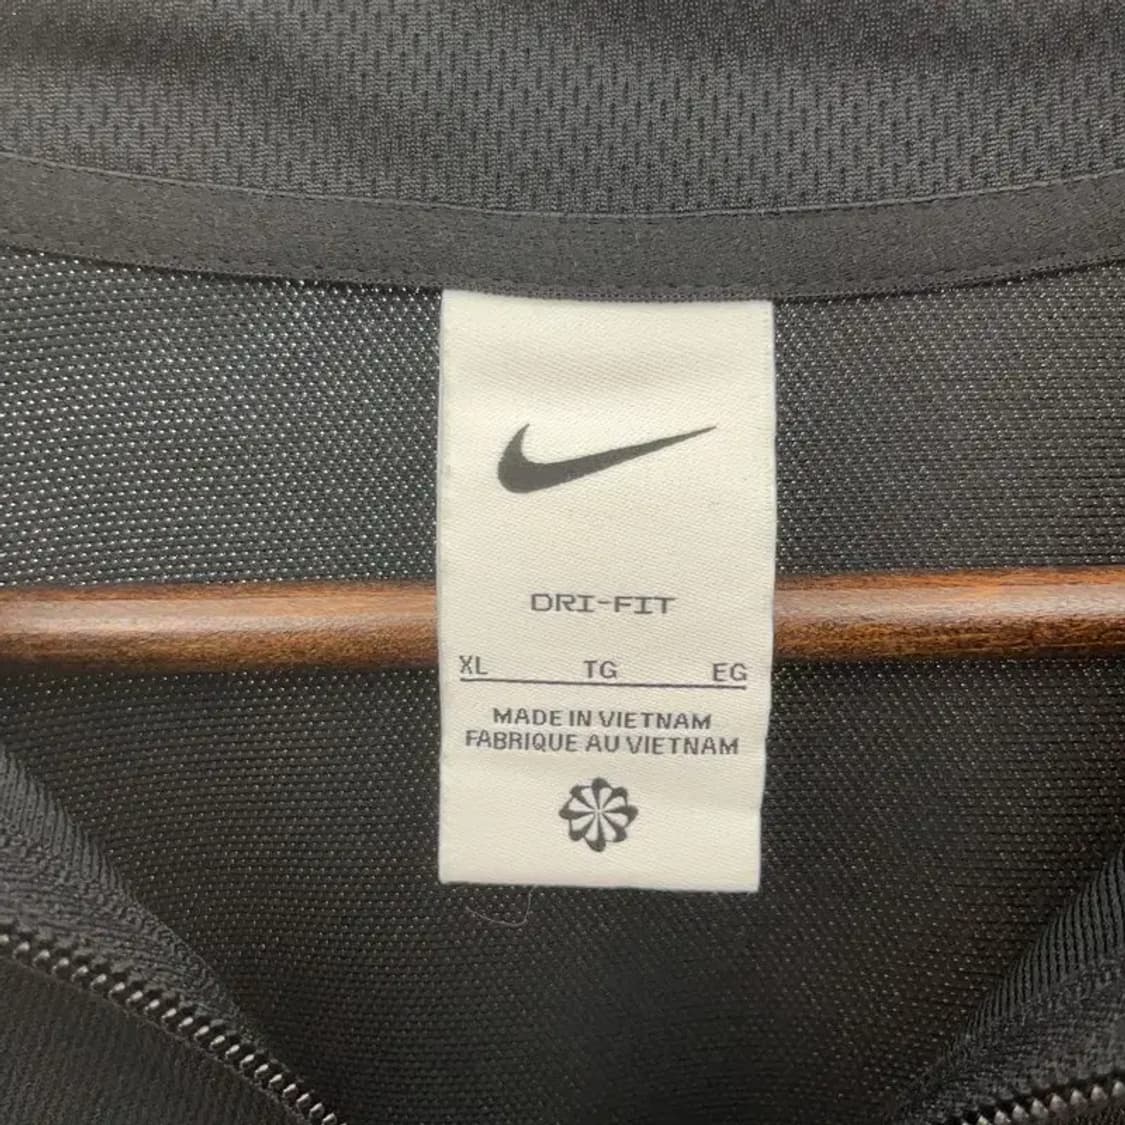 DRI-FIT
XL TG EG
MADE IN VIETNAM
FABRIQUE AU VIETNAM